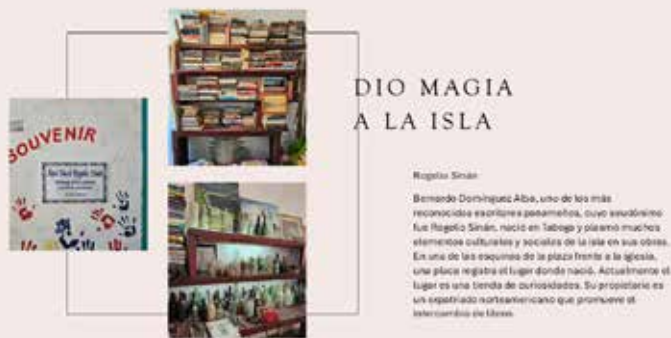 SOUVENIR
DIO MAGIA
A LA ISLA
Rogelio Sinán
Bernardo Domínguez Alba, uno de los más
reconocidos escritores panameños, cuyo seudónimo
fue Rogelio Sinán, nació en Taboga y plasmó muchos
elementos culturales y sociales de la isla en sus obras.
En una de las esquinas de la plaza frente a la iglesia,
una placa registra el lugar donde nació. Actualmente el
lugar es una tienda de curiosidades. Su propietario es
un expatriado norteamericano que promueve el
intercambio de libros.